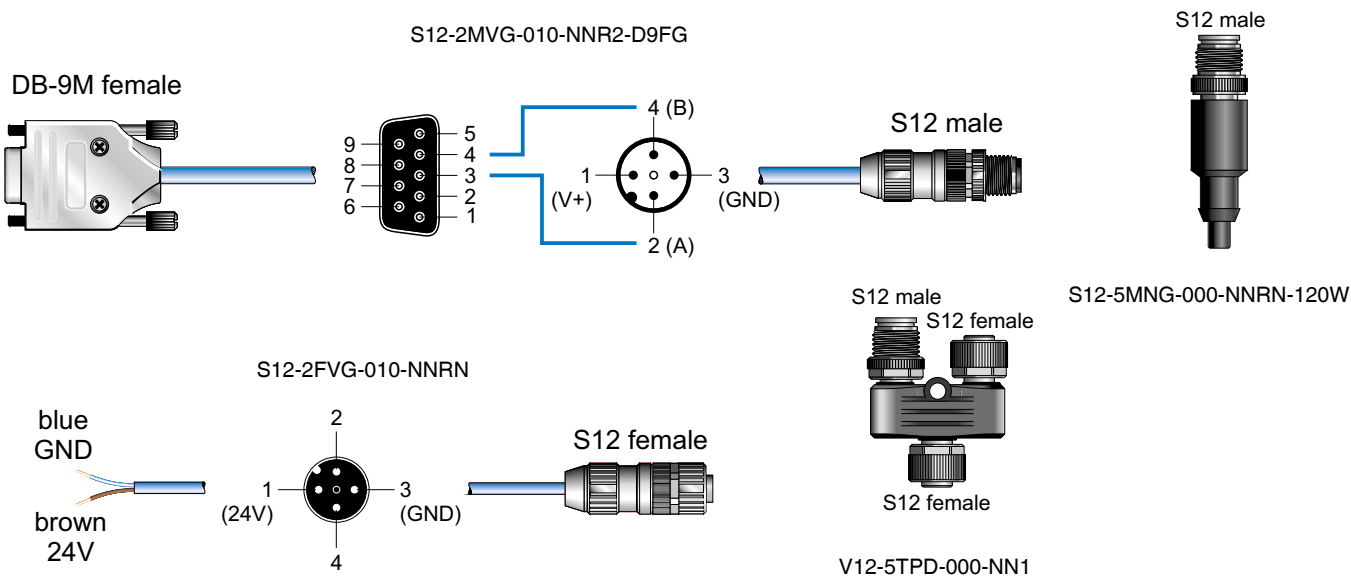 S12-2MVG-010-NNR2-D9FG
DB-9M female
9
8
7
6
5
4
3
2
1
4 (B)
1
(V+)
3
(GND)
2 (A)
S12 male
S12 male
S12-5MNG-000-NNRN-120W
S12-2FVG-010-NNRN
blue
GND
brown
24V
2
1
(24V)
3
(GND)
4
S12 female
S12 male
S12 female
S12 female
V12-5TPD-000-NN1